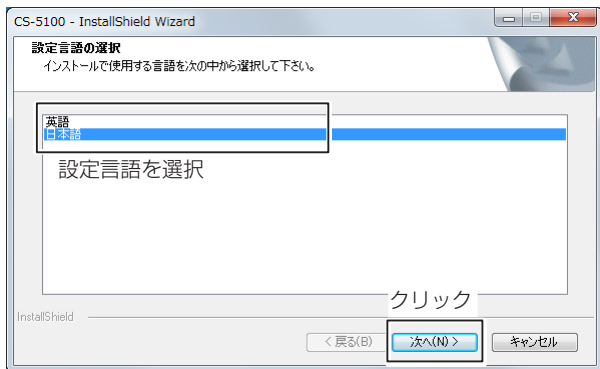 CS-5100 - InstallShield Wizard
設定言語の選択
インストールで使用する言語を次の中から選択して下さい。
英語
日本語
設定言語を選択
クリック
InstallShield
< 戻る(B)
次へ(N) >
キャンセル